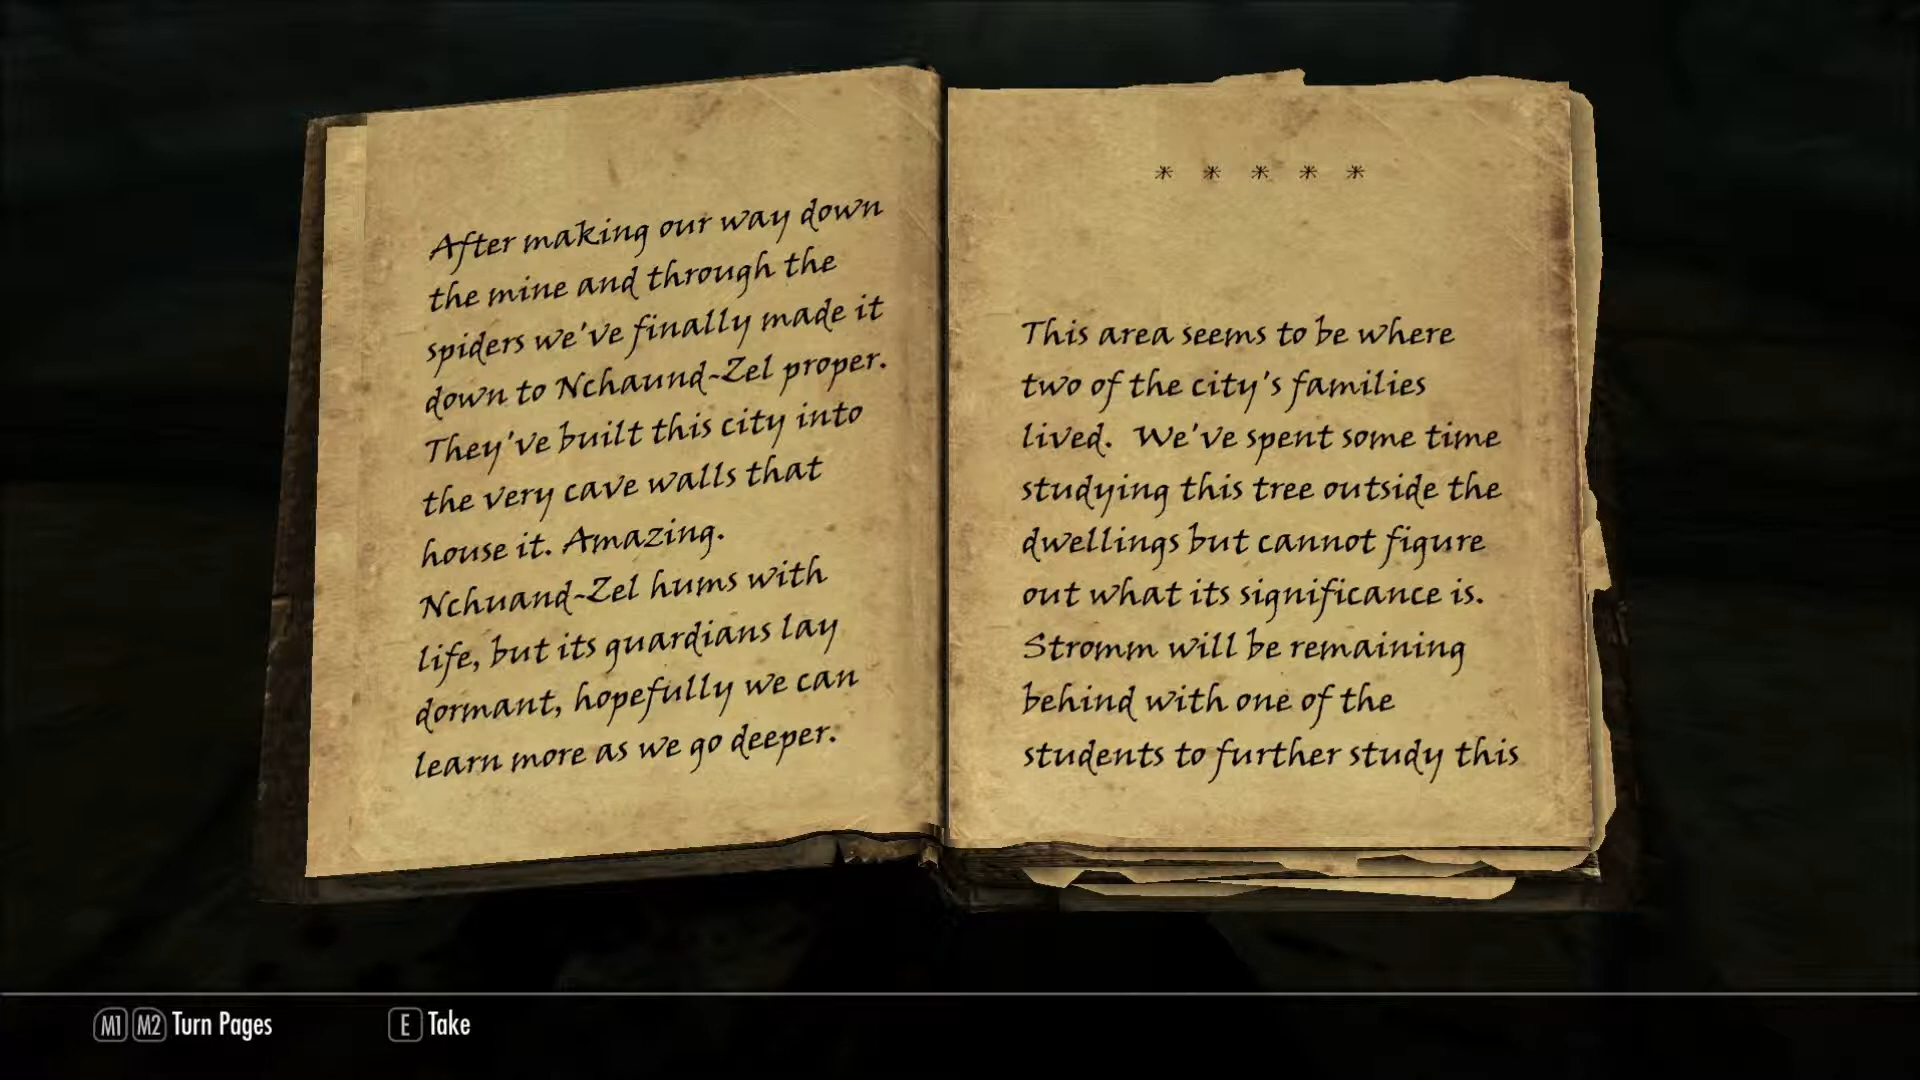 After making our way down
the mine and through the
spiders we've finally made it
down to Nchaund-Zel proper.
They've built this city into
the very cave walls that
house it. Amazing.
Nchuand-Zel hums with
life, but its guardians lay
dormant, hopefully we can
learn more as we go deeper.
* * * * *
This area seems to be where
two of the city's families
lived. We've spent some time
studying this tree outside the
dwellings but cannot figure
out what its significance is.
Stromm will be remaining
behind with one of the
students to further study this
M1 M2 Turn Pages
E Take